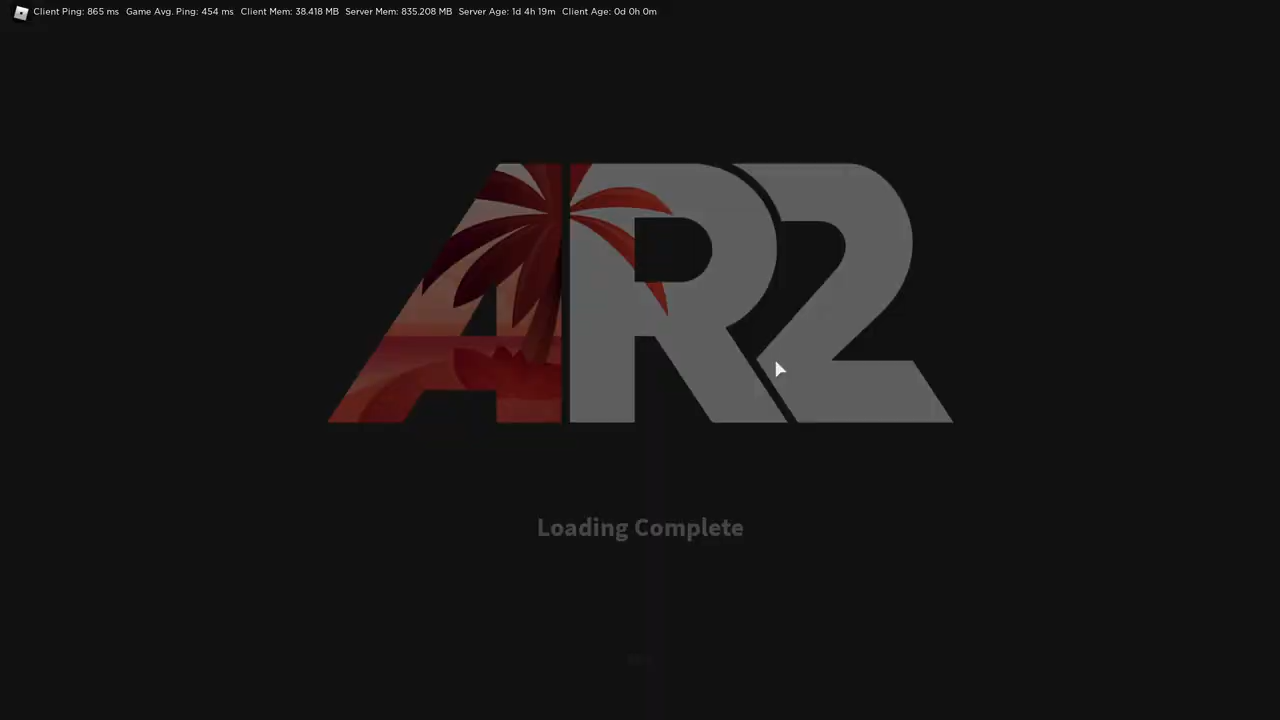 Client Ping: 865 ms Game Avg. Ping: 454 ms Client Mem: 38.418 MB Server Mem: 835.208 MB Server Age: 1d 4h 19m Client Age: 0d 0h 0m
AR2
Loading Complete